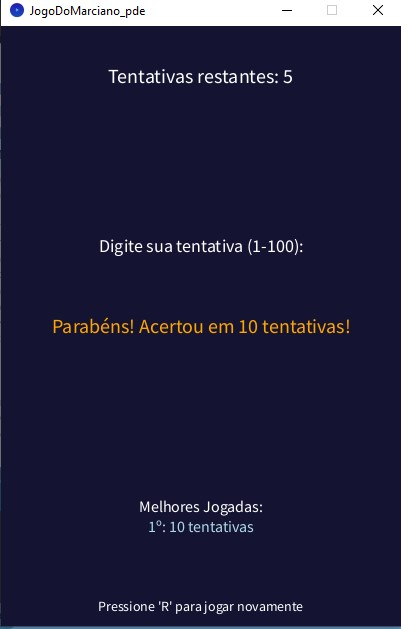 JogoDoMarciano_pde
Tentativas restantes: 5
Digite sua tentativa (1-100):
Parabéns! Acertou em 10 tentativas!
Melhores Jogadas:
1º: 10 tentativas
Pressione 'R' para jogar novamente